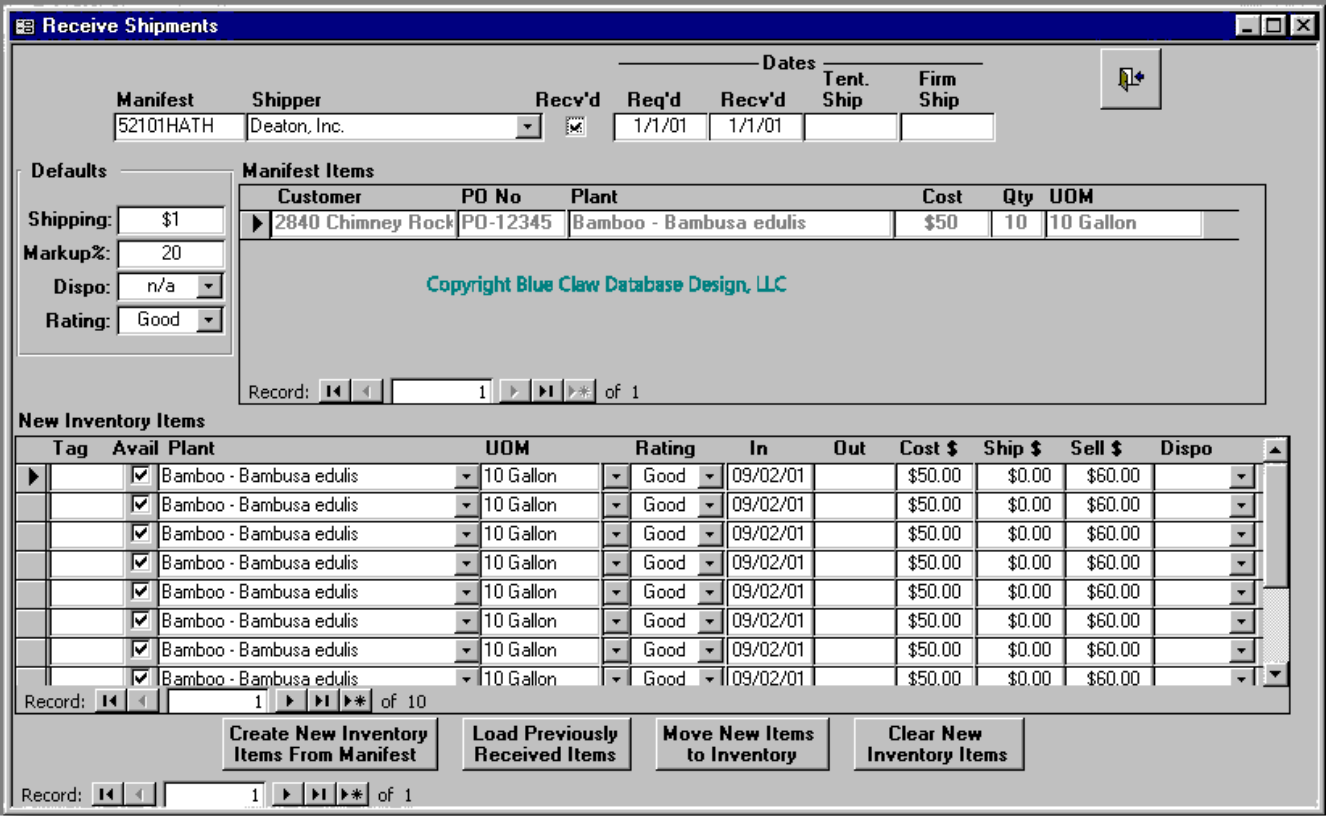 Receive Shipments
Dates
Manifest Shipper Recv'd Req'd Recv'd Tent. Ship Firm Ship
52101HATH Deaton, Inc. 1/1/01 1/1/01
Defaults
Shipping: $1
Markup%: 20
Dispo: n/a
Rating: Good
Manifest Items
Customer PO No Plant Cost Qty UOM
2840 Chimney Rock PO-12345 Bamboo - Bambusa edulis $50 10 10 Gallon
Copyright Blue Claw Database Design, LLC
Record: 1 of 1
New Inventory Items
Tag Avail Plant UOM Rating In Out Cost $ Ship $ Sell $ Dispo
Bamboo - Bambusa edulis 10 Gallon Good 09/02/01 $50.00 $0.00 $60.00
Bamboo - Bambusa edulis 10 Gallon Good 09/02/01 $50.00 $0.00 $60.00
Bamboo - Bambusa edulis 10 Gallon Good 09/02/01 $50.00 $0.00 $60.00
Bamboo - Bambusa edulis 10 Gallon Good 09/02/01 $50.00 $0.00 $60.00
Bamboo - Bambusa edulis 10 Gallon Good 09/02/01 $50.00 $0.00 $60.00
Bamboo - Bambusa edulis 10 Gallon Good 09/02/01 $50.00 $0.00 $60.00
Bamboo - Bambusa edulis 10 Gallon Good 09/02/01 $50.00 $0.00 $60.00
Bamboo - Bambusa edulis 10 Gallon Good 09/02/01 $50.00 $0.00 $60.00
Record: 1 of 10
Create New Inventory Items From Manifest
Load Previously Received Items
Move New Items to Inventory
Clear New Inventory Items
Record: 1 of 1